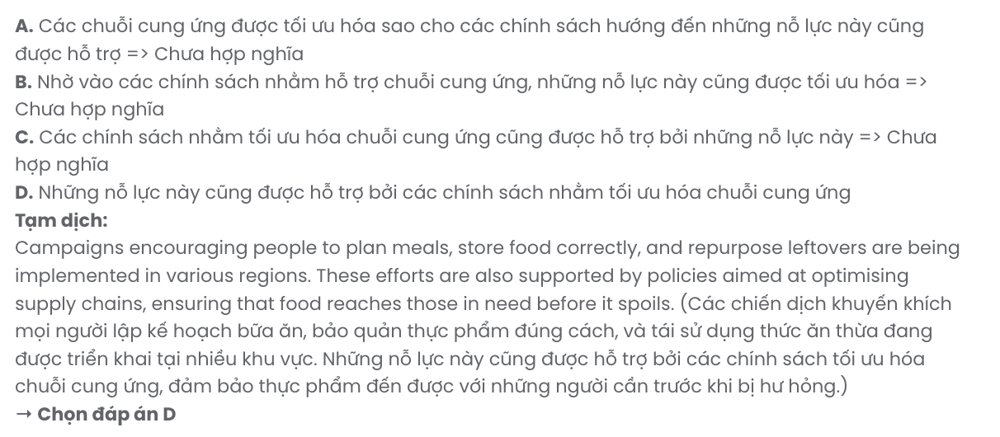 A. Các chuỗi cung ứng được tối ưu hóa sao cho các chính sách hướng đến những nỗ lực này cũng
được hỗ trợ => Chưa hợp nghĩa
B. Nhờ vào các chính sách nhằm hỗ trợ chuỗi cung ứng, những nỗ lực này cũng được tối ưu hóa =>
Chưa hợp nghĩa
C. Các chính sách nhằm tối ưu hóa chuỗi cung ứng cũng được hỗ trợ bởi những nỗ lực này => Chưa
hợp nghĩa
D. Những nỗ lực này cũng được hỗ trợ bởi các chính sách nhằm tối ưu hóa chuỗi cung ứng
Tạm dịch:
Campaigns encouraging people to plan meals, store food correctly, and repurpose leftovers are being
implemented in various regions. These efforts are also supported by policies aimed at optimising
supply chains, ensuring that food reaches those in need before it spoils. (Các chiến dịch khuyến khích
mọi người lập kế hoạch bữa ăn, bảo quản thực phẩm đúng cách, và tái sử dụng thức ăn thừa đang
được triển khai tại nhiều khu vực. Những nỗ lực này cũng được hỗ trợ bởi các chính sách tối ưu hóa
chuỗi cung ứng, đảm bảo thực phẩm đến được với những người cần trước khi bị hư hỏng.)
→ Chọn đáp án D